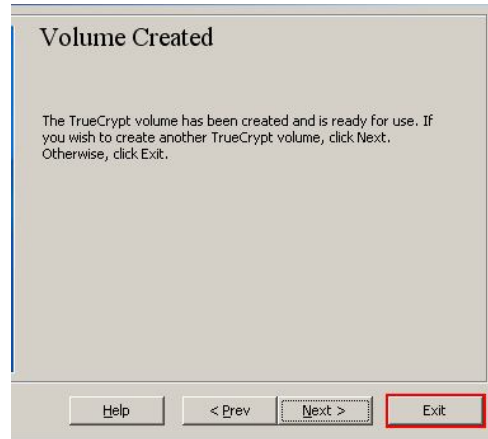 Volume Created
The TrueCrypt volume has been created and is ready for use. If
you wish to create another TrueCrypt volume, click Next.
Otherwise, click Exit.
Help < Prev Next > Exit